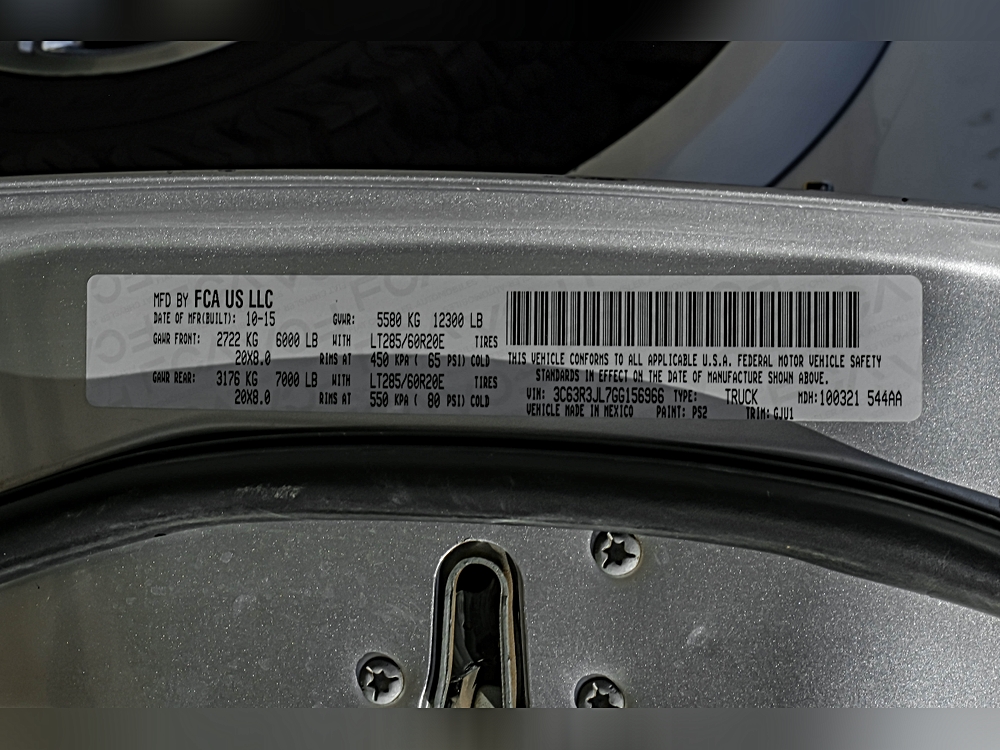 MFD BY FCA US LLC
DATE OF MFR(BUILT): 10-15 GVWR: 5580 KG 12300 LB
GAWR FRONT: 2722 KG 6000 LB WITH LT285/60R20E TIRES
20X8.0 RIMS AT 450 KPA ( 65 PSI) COLD
GAWR REAR: 3176 KG 7000 LB WITH LT285/60R20E TIRES
20X8.0 RIMS AT 550 KPA ( 80 PSI) COLD
THIS VEHICLE CONFORMS TO ALL APPLICABLE U.S.A. FEDERAL MOTOR VEHICLE SAFETY
STANDARDS IN EFFECT ON THE DATE OF MANUFACTURE SHOWN ABOVE.
VIN: 3C63R3JL7GG156966 TYPE: TRUCK MDH: 100321 544AA
VEHICLE MADE IN MEXICO PAINT: PS2 TRIM: GJV1